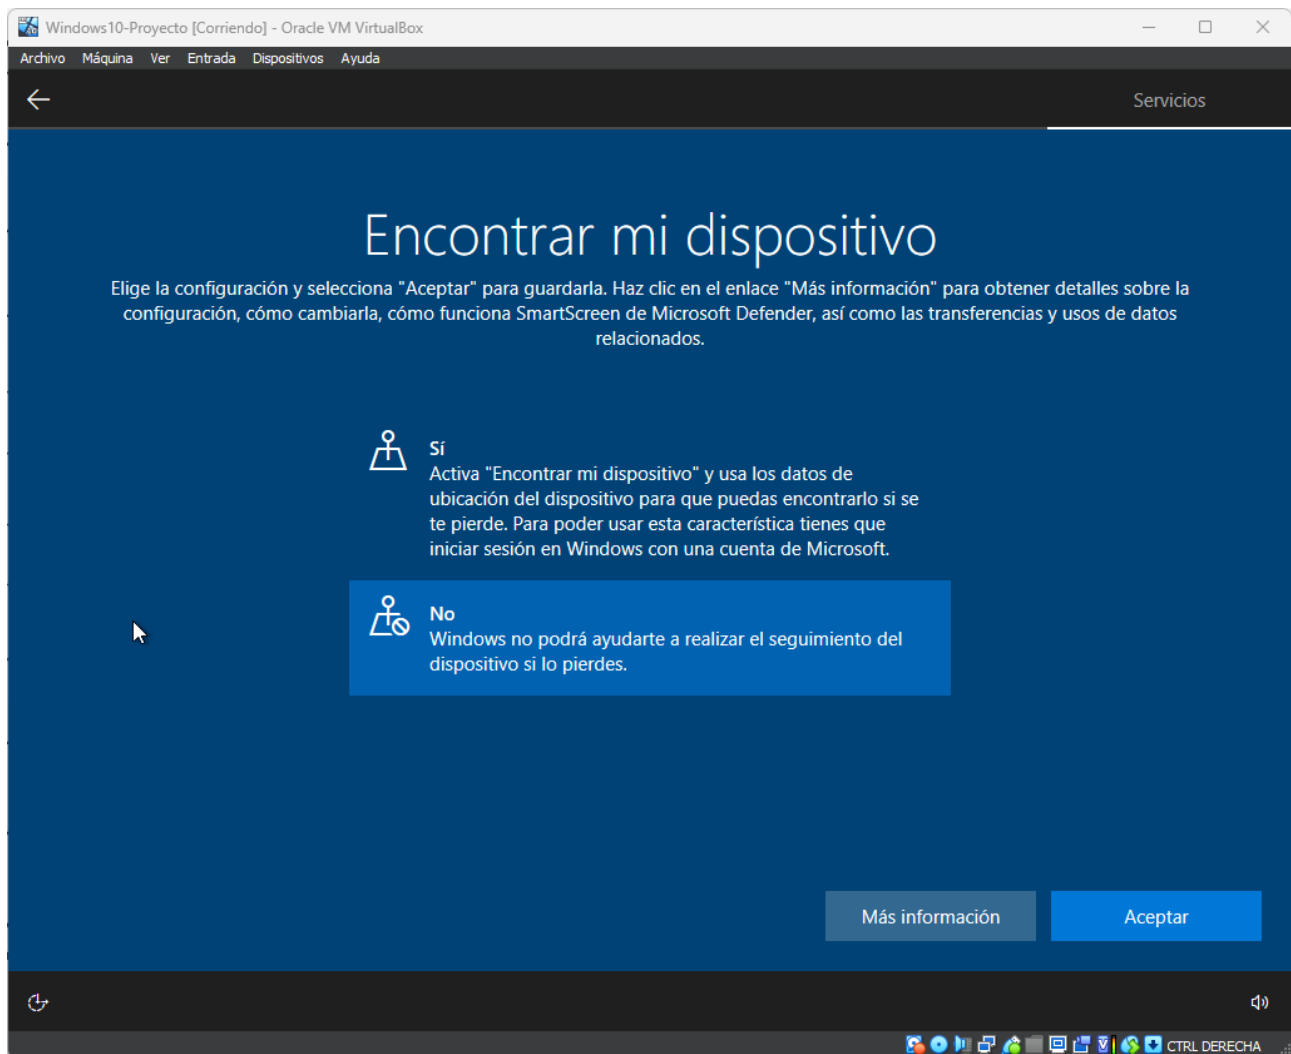 Windows10-Proyecto [Corriendo] - Oracle VM VirtualBox
Archivo Máquina Ver Entrada Dispositivos Ayuda
Servicios
Encontrar mi dispositivo
Elige la configuración y selecciona "Aceptar" para guardarla. Haz clic en el enlace "Más información" para obtener detalles sobre la
configuración, cómo cambiarla, cómo funciona SmartScreen de Microsoft Defender, así como las transferencias y usos de datos
relacionados.
Sí
Activa "Encontrar mi dispositivo" y usa los datos de
ubicación del dispositivo para que puedas encontrarlo si se
te pierde. Para poder usar esta característica tienes que
iniciar sesión en Windows con una cuenta de Microsoft.
No
Windows no podrá ayudarte a realizar el seguimiento del
dispositivo si lo pierdes.
Más información
Aceptar
CTRL DERECHA